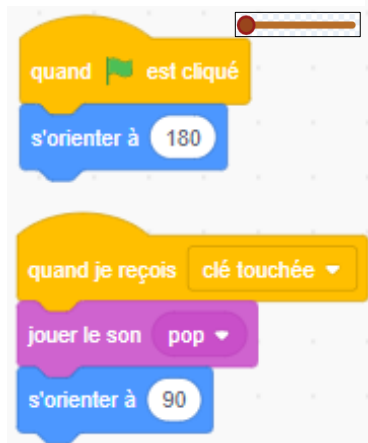 quand est cliqué
s'orienter à 180
quand je reçois clé touchée
jouer le son pop
s'orienter à 90